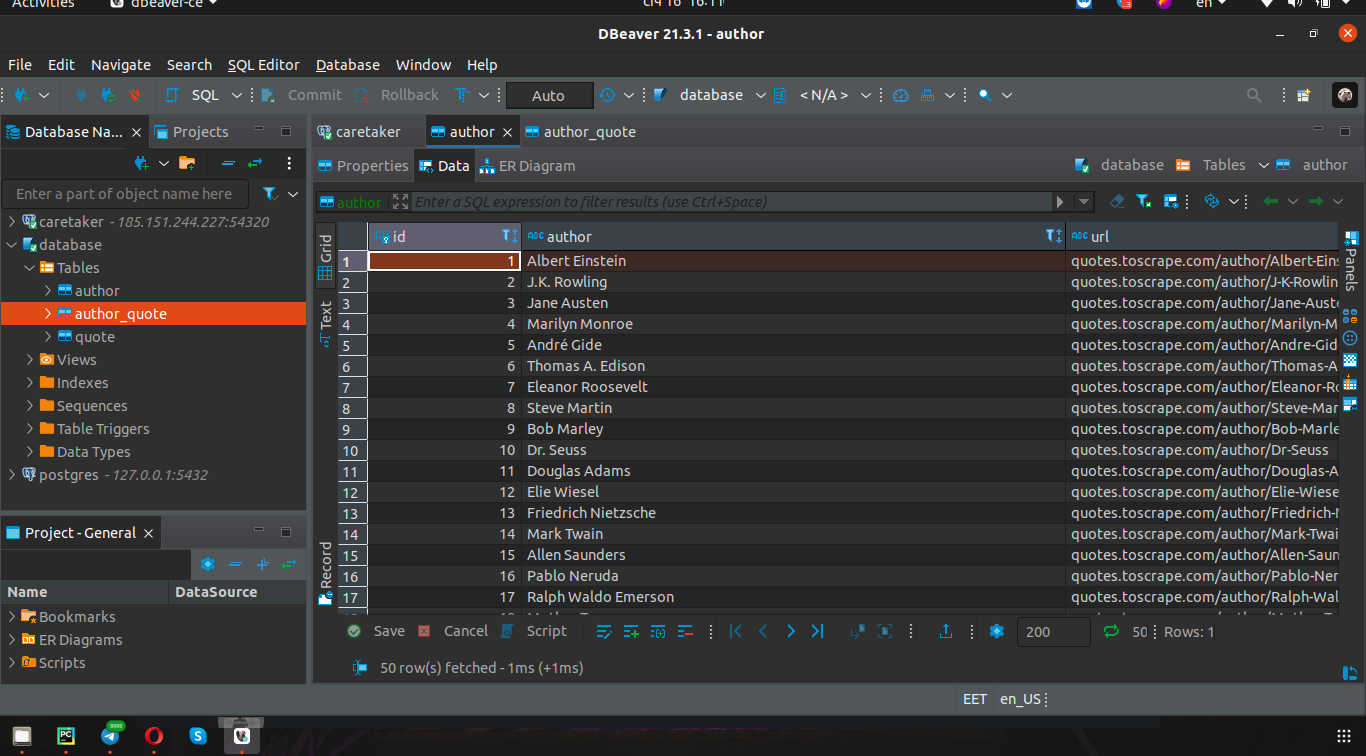 Activities
dbeaver-ce
січ 16 16:11
en
DBeaver 21.3.1 - author
File Edit Navigate Search SQL Editor Database Window Help
SQL Commit Rollback Auto database < N/A >
Database Na... Projects
Enter a part of object name here
caretaker - 185.151.244.227:54320
database
Tables
author
author_quote
quote
Views
Indexes
Sequences
Table Triggers
Data Types
postgres - 127.0.0.1:5432
Project - General
Name DataSource
Bookmarks
ER Diagrams
Scripts
caretaker author author_quote
Properties Data ER Diagram database Tables author
author Enter a SQL expression to filter results (use Ctrl+Space)
Grid
Text
Record
Panels
id ABC author ABC url
1 1 Albert Einstein quotes.toscrape.com/author/Albert-Eins
2 2 J.K. Rowling quotes.toscrape.com/author/J-K-Rowlin
3 3 Jane Austen quotes.toscrape.com/author/Jane-Auste
4 4 Marilyn Monroe quotes.toscrape.com/author/Marilyn-M
5 5 André Gide quotes.toscrape.com/author/Andre-Gid
6 6 Thomas A. Edison quotes.toscrape.com/author/Thomas-A
7 7 Eleanor Roosevelt quotes.toscrape.com/author/Eleanor-Ro
8 8 Steve Martin quotes.toscrape.com/author/Steve-Mar
9 9 Bob Marley quotes.toscrape.com/author/Bob-Marle
10 10 Dr. Seuss quotes.toscrape.com/author/Dr-Seuss
11 11 Douglas Adams quotes.toscrape.com/author/Douglas-A
12 12 Elie Wiesel quotes.toscrape.com/author/Elie-Wiese
13 13 Friedrich Nietzsche quotes.toscrape.com/author/Friedrich-N
14 14 Mark Twain quotes.toscrape.com/author/Mark-Twai
15 15 Allen Saunders quotes.toscrape.com/author/Allen-Saun
16 16 Pablo Neruda quotes.toscrape.com/author/Pablo-Ner
17 17 Ralph Waldo Emerson quotes.toscrape.com/author/Ralph-Wal
Save Cancel Script 200 50 Rows: 1
50 row(s) fetched - 1ms (+1ms)
EET en_US
PC
9999
S